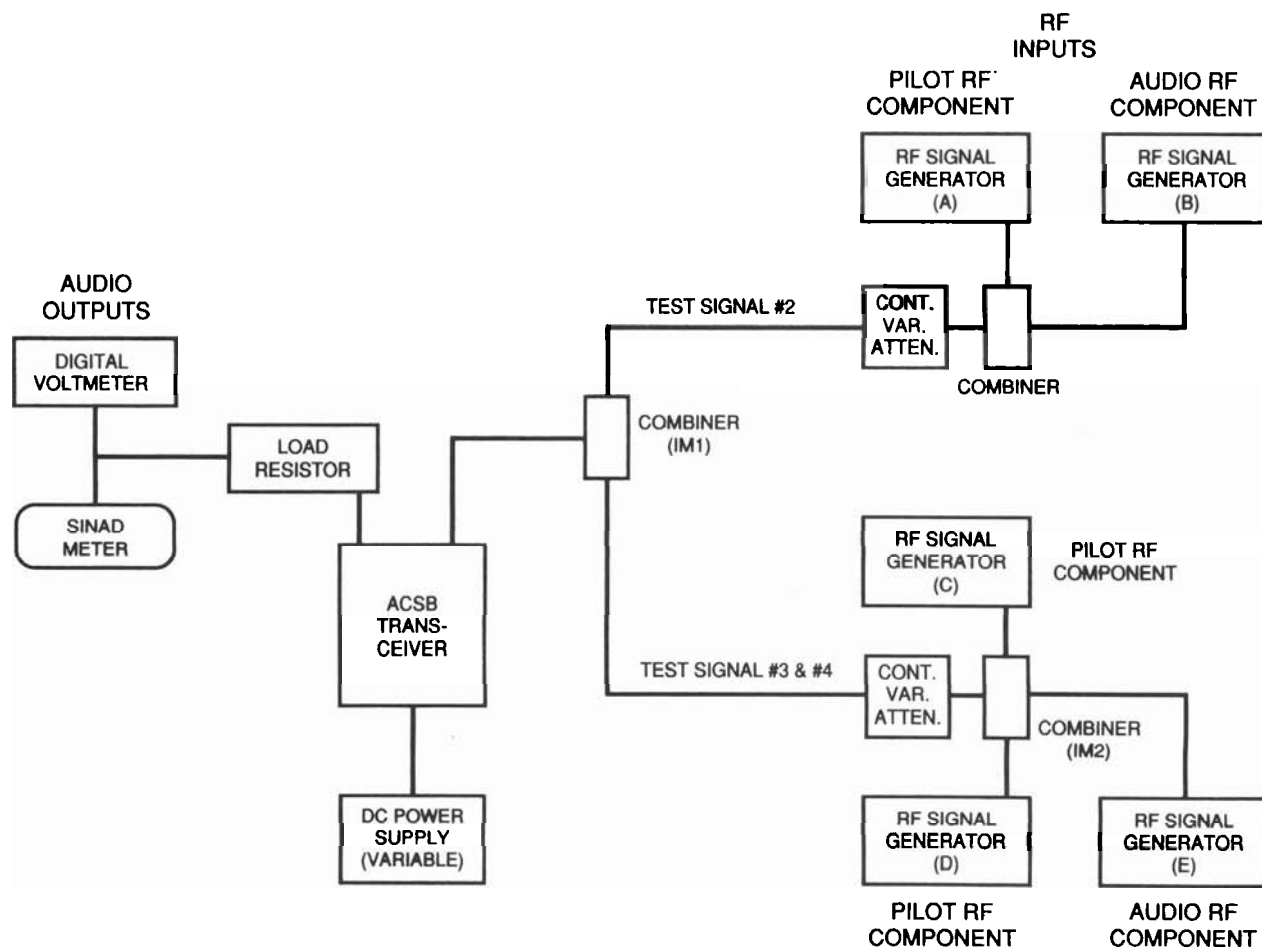 RF
INPUTS
PILOT RF
COMPONENT
AUDIO RF
COMPONENT
RF SIGNAL
GENERATOR
(A)
RF SIGNAL
GENERATOR
(B)
AUDIO
OUTPUTS
DIGITAL
VOLTMETER
TEST SIGNAL #2
CONT.
VAR.
ATTEN.
COMBINER
LOAD
RESISTOR
COMBINER
(IM1)
SINAD
METER
ACSB
TRANS-
CEIVER
RF SIGNAL
GENERATOR
(C)
PILOT RF
COMPONENT
TEST SIGNAL #3 & #4
CONT.
VAR.
ATTEN.
COMBINER
(IM2)
DC POWER
SUPPLY
(VARIABLE)
RF SIGNAL
GENERATOR
(D)
RF SIGNAL
GENERATOR
(E)
PILOT RF
COMPONENT
AUDIO RF
COMPONENT